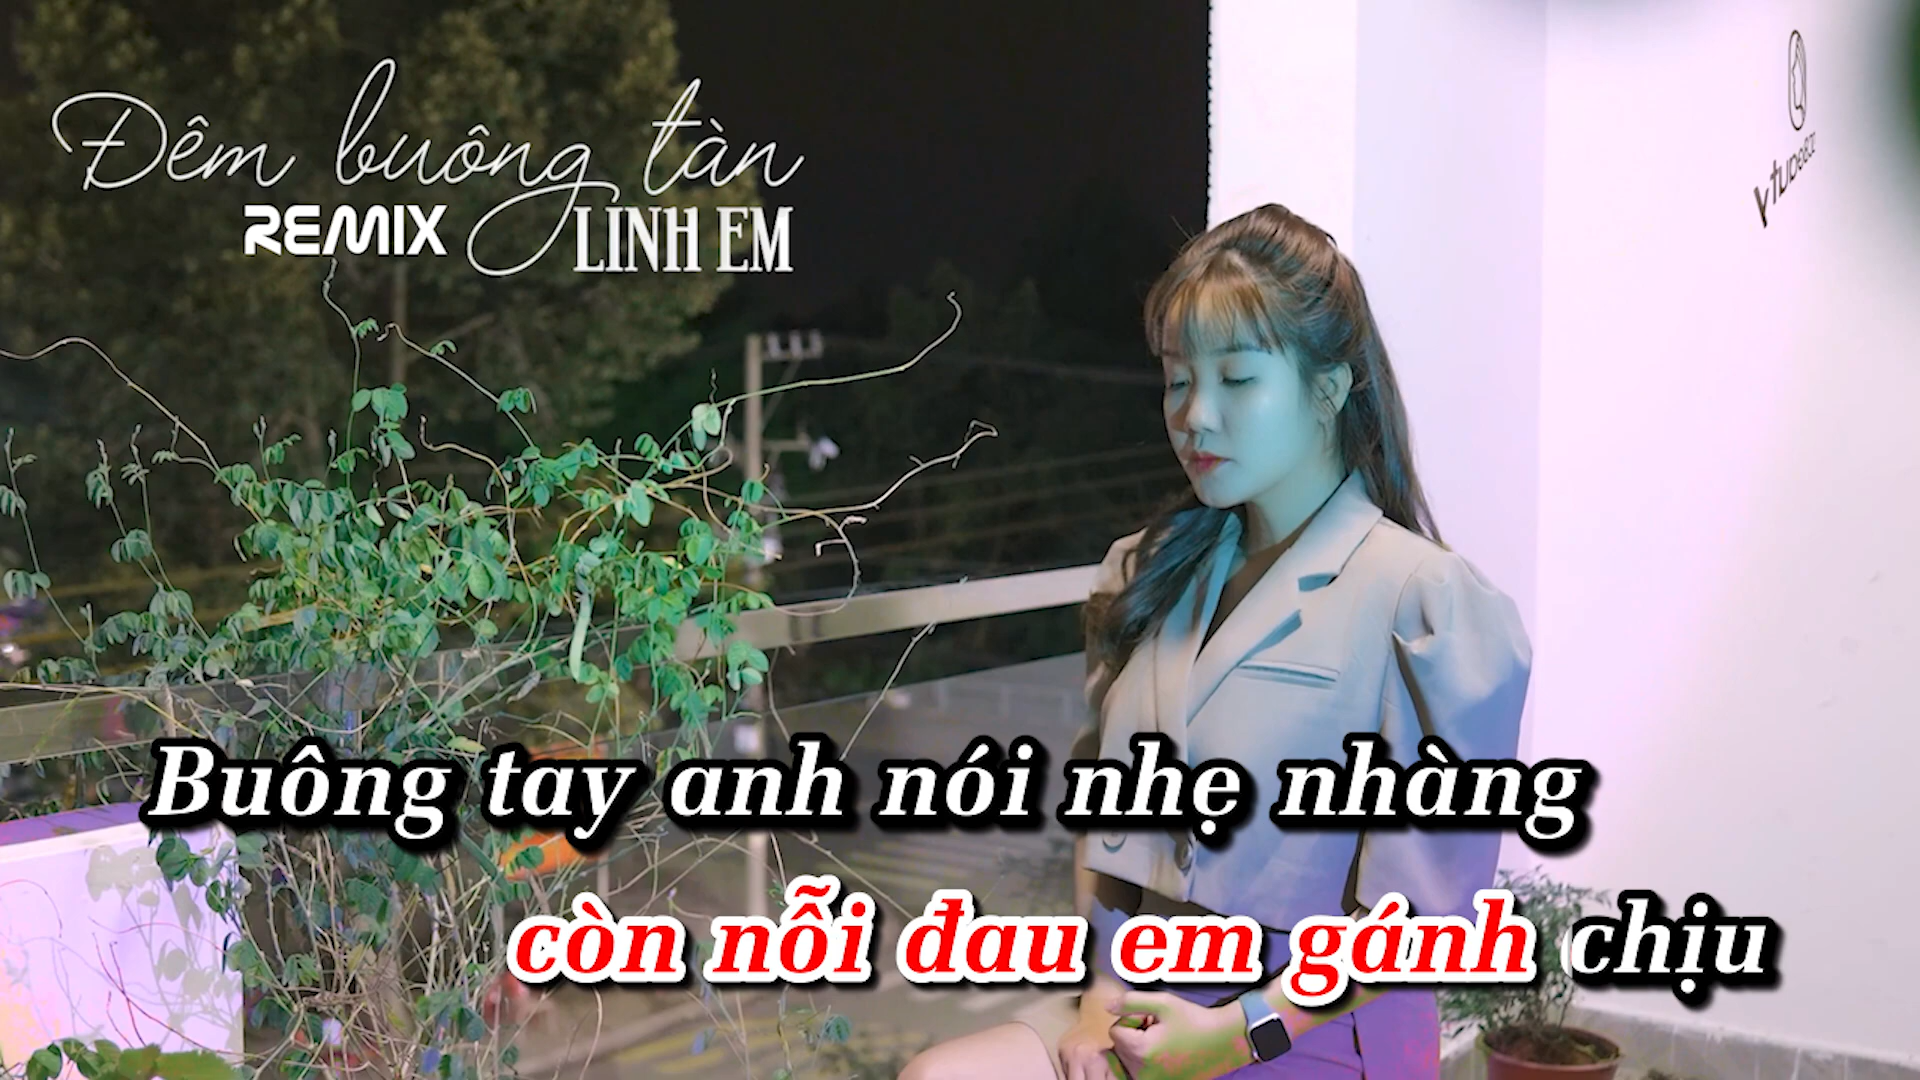 Đêm buông tàn
REMIX LINH EM
Buông tay anh nói nhẹ nhàng
còn nỗi đau em gánh chịu